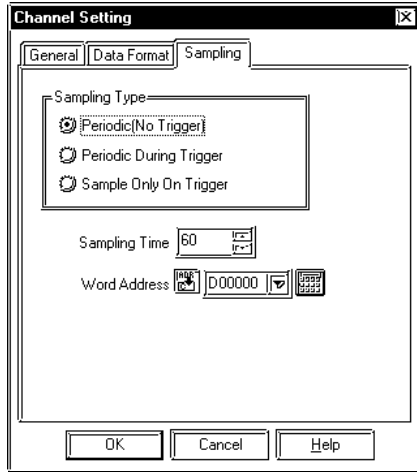 Channel Setting
General Data Format Sampling
Sampling Type
Periodic(No Trigger)
Periodic During Trigger
Sample Only On Trigger
Sampling Time 60
Word Address ADR D00000
OK Cancel Help